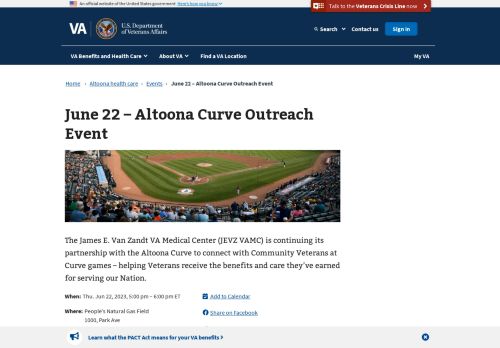 An official website of the United States government Here's how you know
Talk to the Veterans Crisis Line now
VA
U.S. Department
of Veterans Affairs
Search
Contact us
Sign in
VA Benefits and Health Care
About VA
Find a VA Location
My VA
Home › Altoona health care › Events › June 22 – Altoona Curve Outreach Event
June 22 – Altoona Curve Outreach
Event
The James E. Van Zandt VA Medical Center (JEVZ VAMC) is continuing its
partnership with the Altoona Curve to connect with Community Veterans at
Curve games – helping Veterans receive the benefits and care they've earned
for serving our Nation.
When: Thu. Jun 22, 2023, 5:00 pm – 6:00 pm ET
Add to Calendar
Where: People's Natural Gas Field
Share on Facebook
1000, Park Ave
Learn what the PACT Act means for your VA benefits